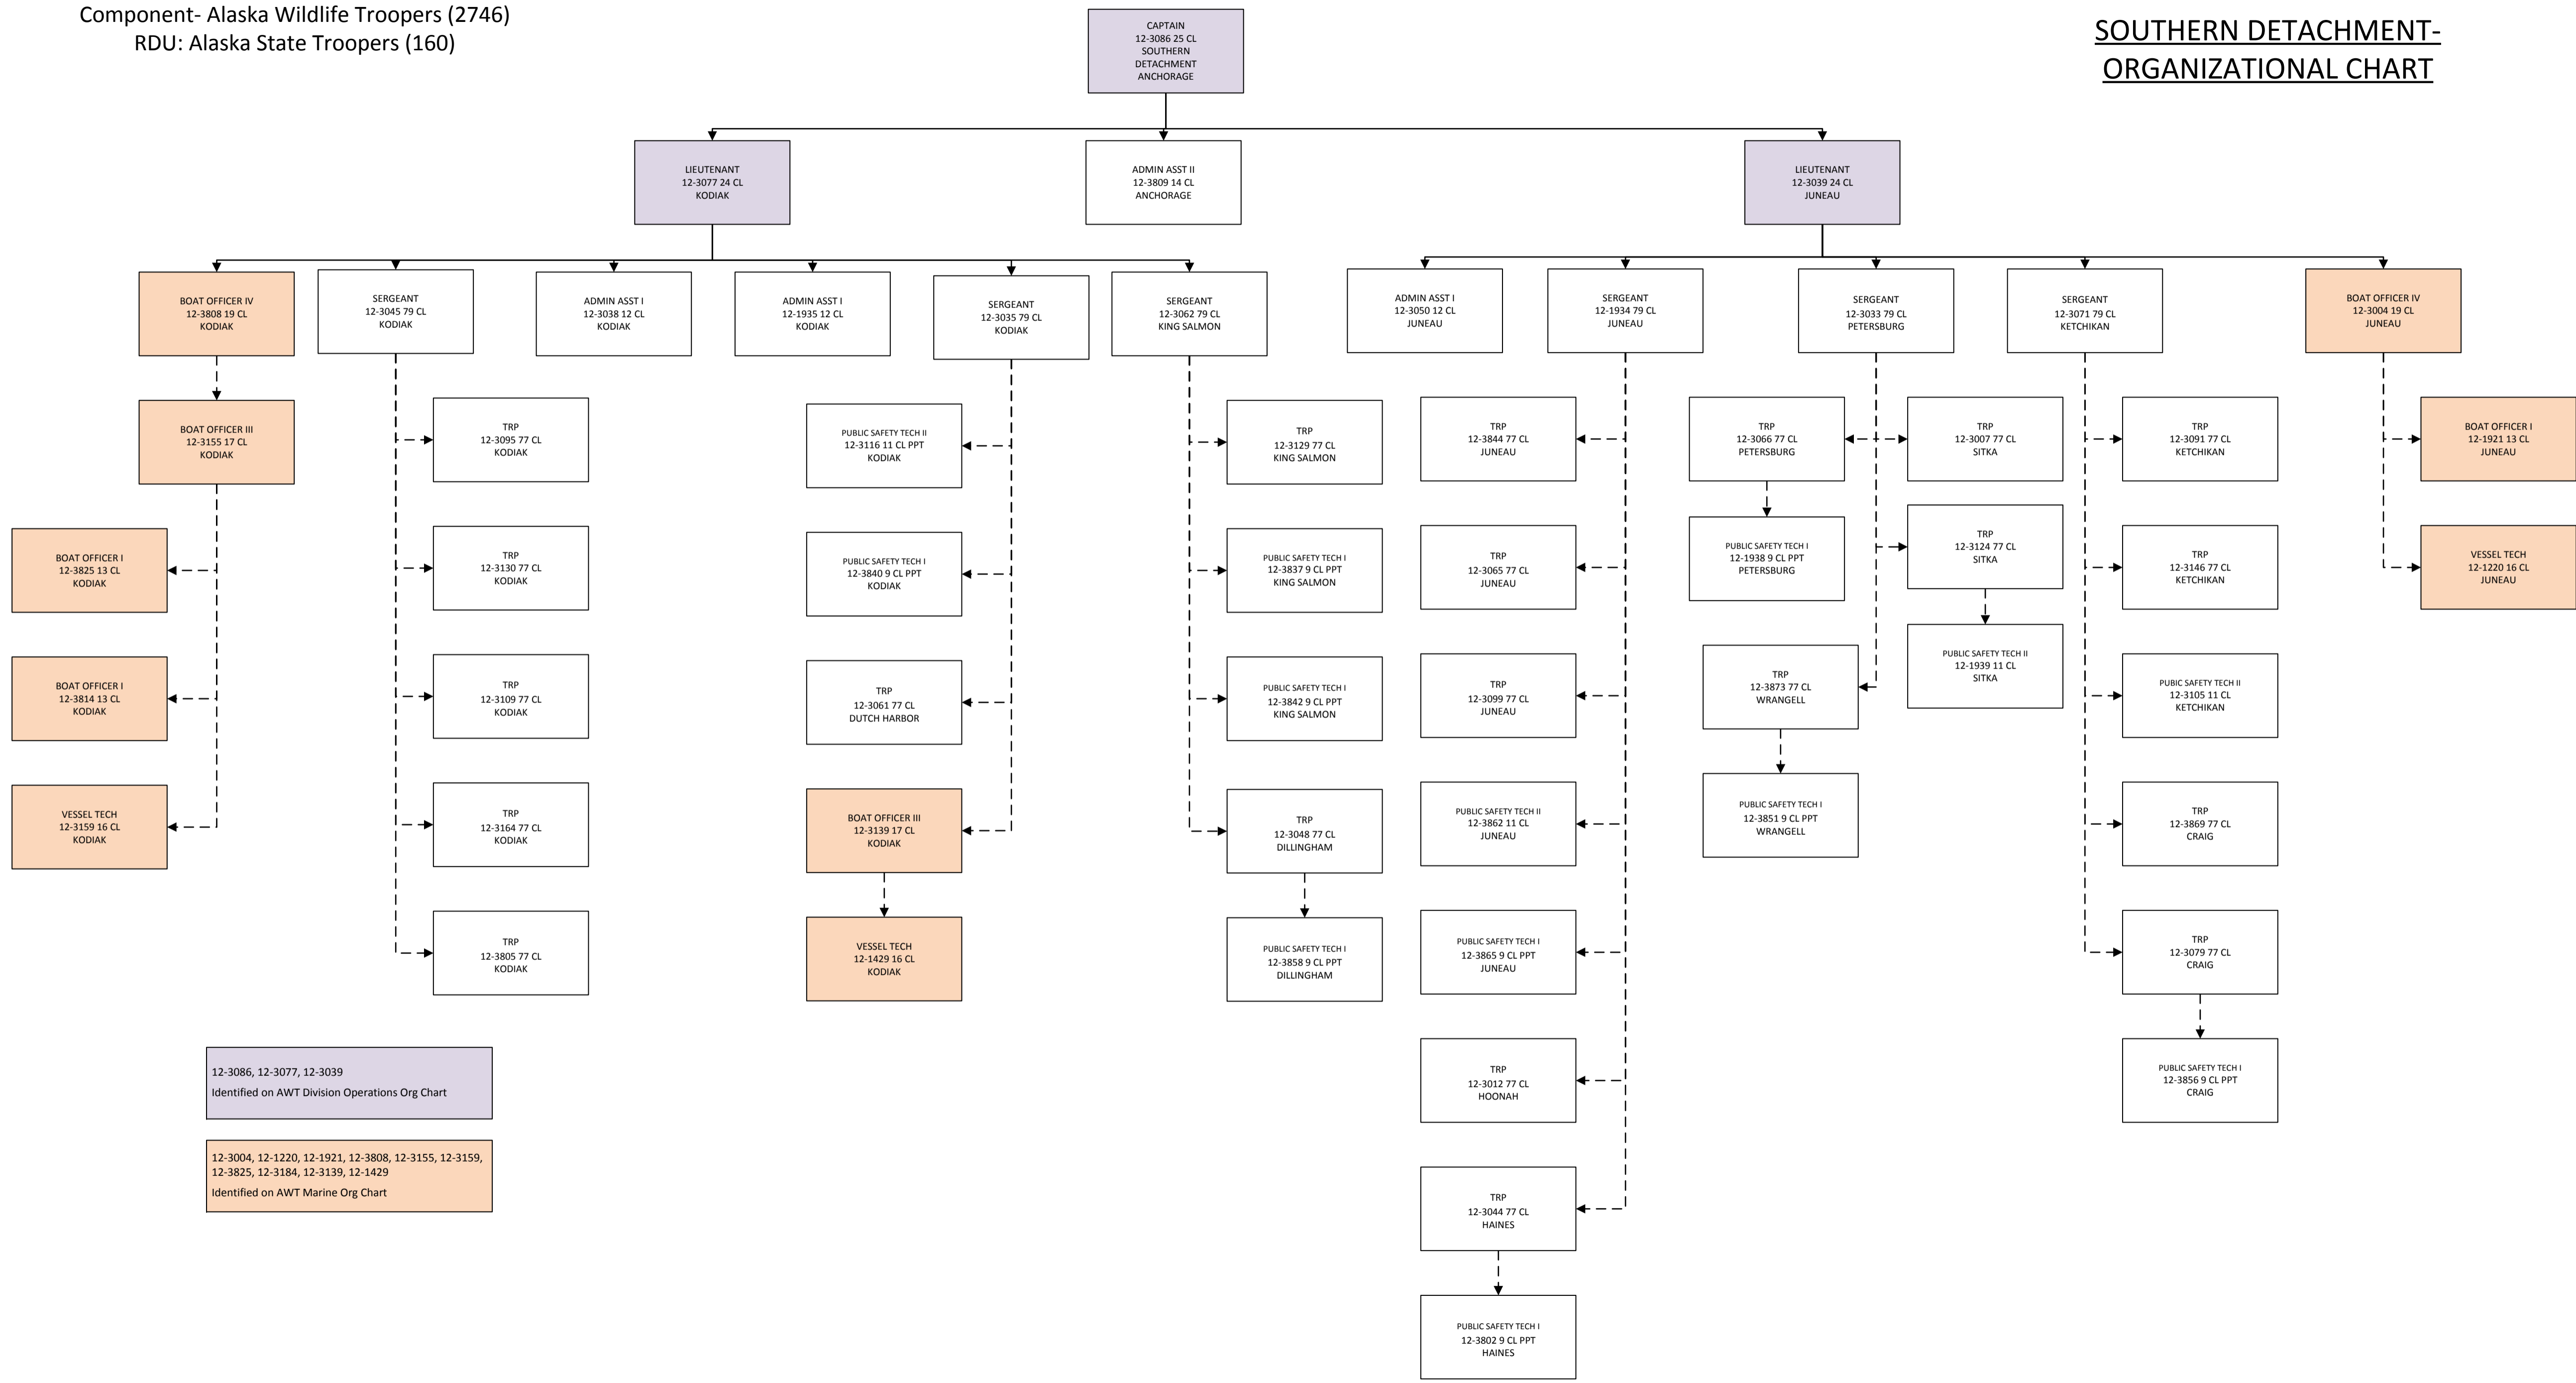 Component- Alaska Wildlife Troopers (2746)
RDU: Alaska State Troopers (160)
SOUTHERN DETACHMENT-
ORGANIZATIONAL CHART
CAPTAIN
12-3086 25 CL
SOUTHERN
DETACHMENT
ANCHORAGE
LIEUTENANT
12-3077 24 CL
KODIAK
ADMIN ASST II
12-3809 14 CL
ANCHORAGE
LIEUTENANT
12-3039 24 CL
JUNEAU
BOAT OFFICER IV
12-3808 19 CL
KODIAK
SERGEANT
12-3045 79 CL
KODIAK
ADMIN ASST I
12-3038 12 CL
KODIAK
ADMIN ASST I
12-1935 12 CL
KODIAK
SERGEANT
12-3035 79 CL
KODIAK
SERGEANT
12-3062 79 CL
KING SALMON
ADMIN ASST I
12-3050 12 CL
JUNEAU
SERGEANT
12-1934 79 CL
JUNEAU
SERGEANT
12-3033 79 CL
PETERSBURG
SERGEANT
12-3071 79 CL
KETCHIKAN
BOAT OFFICER IV
12-3004 19 CL
JUNEAU
BOAT OFFICER III
12-3155 17 CL
KODIAK
BOAT OFFICER I
12-3825 13 CL
KODIAK
BOAT OFFICER I
12-3814 13 CL
KODIAK
VESSEL TECH
12-3159 16 CL
KODIAK
TRP
12-3095 77 CL
KODIAK
TRP
12-3130 77 CL
KODIAK
TRP
12-3109 77 CL
KODIAK
TRP
12-3164 77 CL
KODIAK
TRP
12-3805 77 CL
KODIAK
PUBLIC SAFETY TECH II
12-3116 11 CL PPT
KODIAK
PUBLIC SAFETY TECH I
12-3840 9 CL PPT
KODIAK
TRP
12-3061 77 CL
DUTCH HARBOR
BOAT OFFICER III
12-3139 17 CL
KODIAK
VESSEL TECH
12-1429 16 CL
KODIAK
TRP
12-3129 77 CL
KING SALMON
PUBLIC SAFETY TECH I
12-3837 9 CL PPT
KING SALMON
PUBLIC SAFETY TECH I
12-3842 9 CL PPT
KING SALMON
TRP
12-3048 77 CL
DILLINGHAM
PUBLIC SAFETY TECH I
12-3858 9 CL PPT
DILLINGHAM
TRP
12-3844 77 CL
JUNEAU
TRP
12-3065 77 CL
JUNEAU
TRP
12-3099 77 CL
JUNEAU
PUBLIC SAFETY TECH II
12-3862 11 CL
JUNEAU
PUBLIC SAFETY TECH I
12-3865 9 CL PPT
JUNEAU
TRP
12-3012 77 CL
HOONAH
TRP
12-3044 77 CL
HAINES
PUBLIC SAFETY TECH I
12-3802 9 CL PPT
HAINES
TRP
12-3066 77 CL
PETERSBURG
PUBLIC SAFETY TECH I
12-1938 9 CL PPT
PETERSBURG
TRP
12-3873 77 CL
WRANGELL
PUBLIC SAFETY TECH I
12-3851 9 CL PPT
WRANGELL
TRP
12-3007 77 CL
SITKA
TRP
12-3124 77 CL
SITKA
PUBLIC SAFETY TECH II
12-1939 11 CL
SITKA
TRP
12-3091 77 CL
KETCHIKAN
TRP
12-3146 77 CL
KETCHIKAN
PUBIC SAFETY TECH II
12-3105 11 CL
KETCHIKAN
TRP
12-3869 77 CL
CRAIG
TRP
12-3079 77 CL
CRAIG
PUBLIC SAFETY TECH I
12-3856 9 CL PPT
CRAIG
BOAT OFFICER I
12-1921 13 CL
JUNEAU
VESSEL TECH
12-1220 16 CL
JUNEAU
12-3086, 12-3077, 12-3039
Identified on AWT Division Operations Org Chart
12-3004, 12-1220, 12-1921, 12-3808, 12-3155, 12-3159,
12-3825, 12-3184, 12-3139, 12-1429
Identified on AWT Marine Org Chart